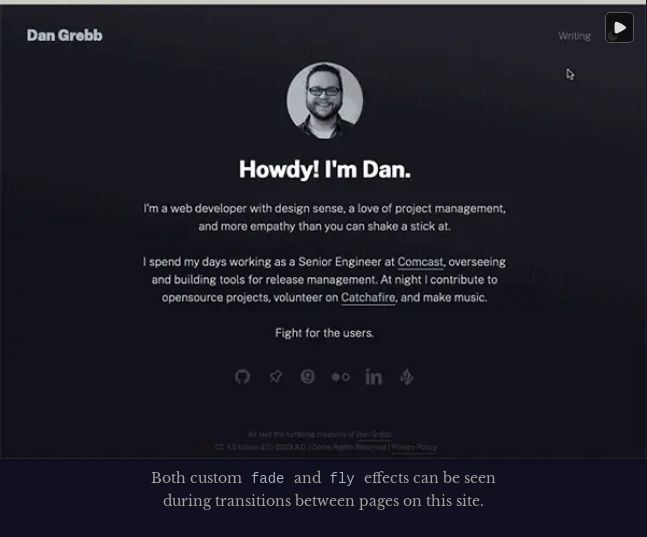 Dan Grebb
Writing
Howdy! I'm Dan.
I'm a web developer with design sense, a love of project management,
and more empathy than you can shake a stick at.
I spend my days working as a Senior Engineer at Comcast, overseeing
and building tools for release management. At night I contribute to
opensource projects, volunteer on Catchafire, and make music.
Fight for the users.
All text the fumbling creations of Dan Grebb
CC 4.0
2023 A.D. | Some Rights Reserved | Privacy Policy
Both custom fade and fly effects can be seen
during transitions between pages on this site.